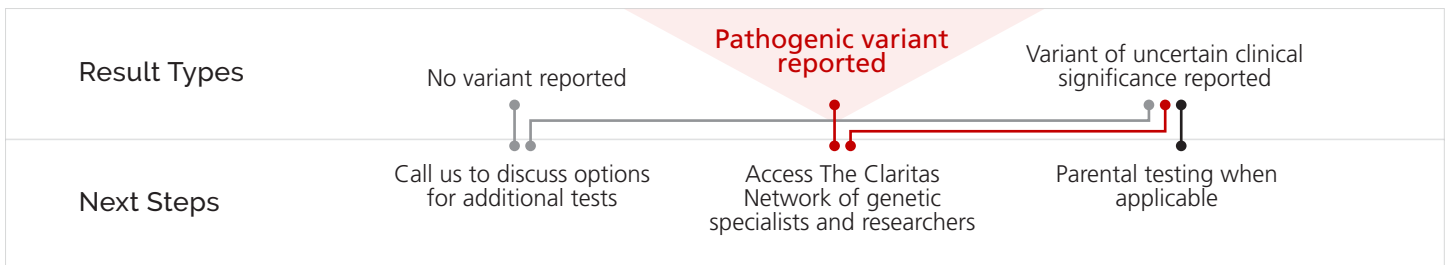 Result Types
No variant reported
Pathogenic variant
reported
Variant of uncertain clinical
significance reported
Next Steps
Call us to discuss options
for additional tests
Access The Claritas
Network of genetic
specialists and researchers
Parental testing when
applicable